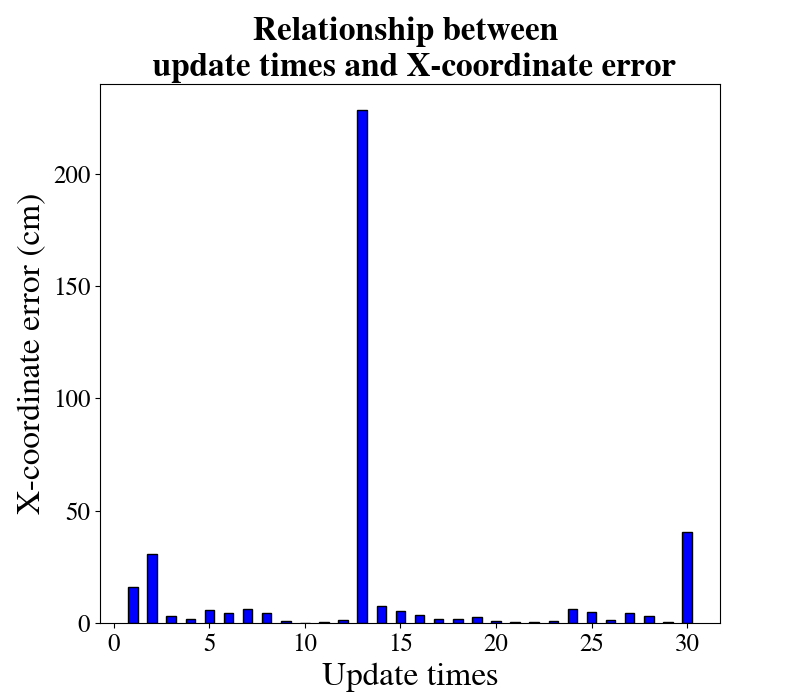 Relationship between
update times and X-coordinate error
X-coordinate error (cm)
200
150
100
50
0
0 5 10 15 20 25 30
Update times